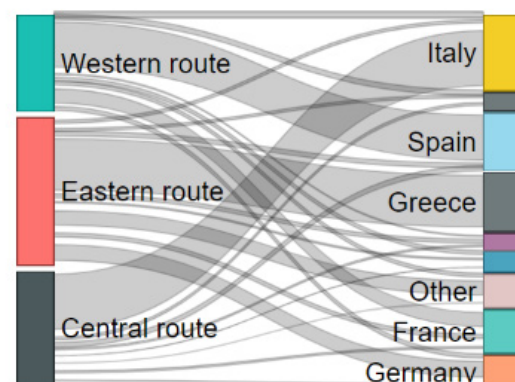 Western route
Eastern route
Central route
Italy
Spain
Greece
Other
France
Germany